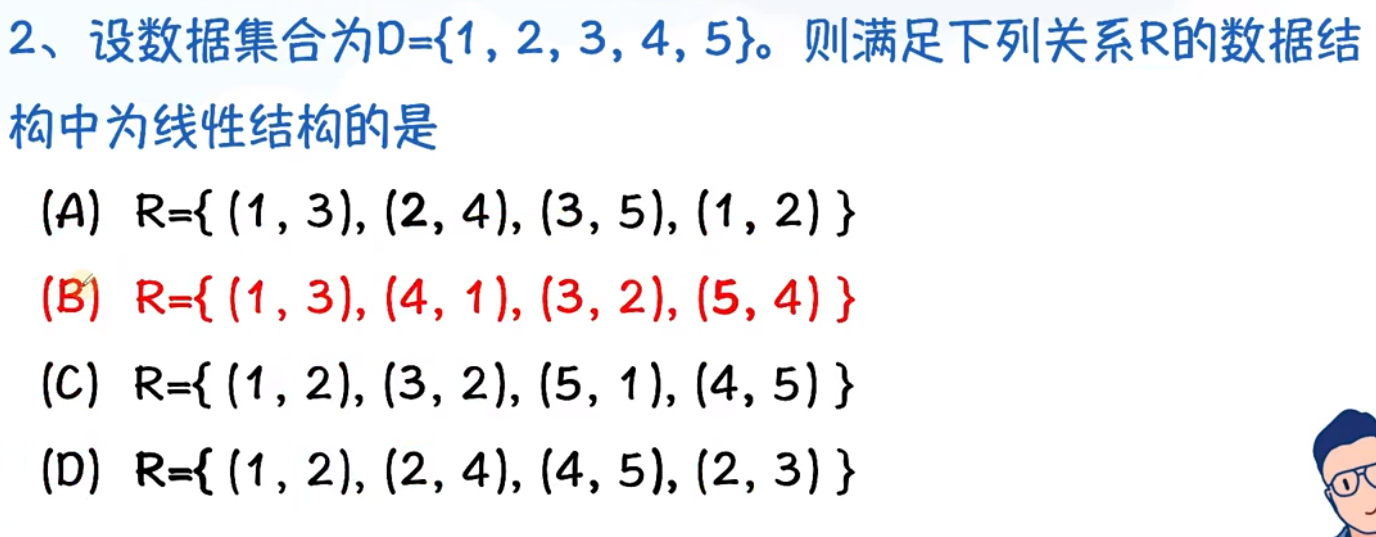 2、设数据集合为D={1，2，3，4，5}。则满足下列关系R的数据结
构中为线性结构的是
(A) R={ (1，3), (2，4), (3，5), (1，2) }
(B) R={ (1，3), (4，1), (3，2), (5，4) }
(C) R={ (1，2), (3，2), (5，1), (4，5) }
(D) R={ (1，2), (2，4), (4，5), (2，3) }